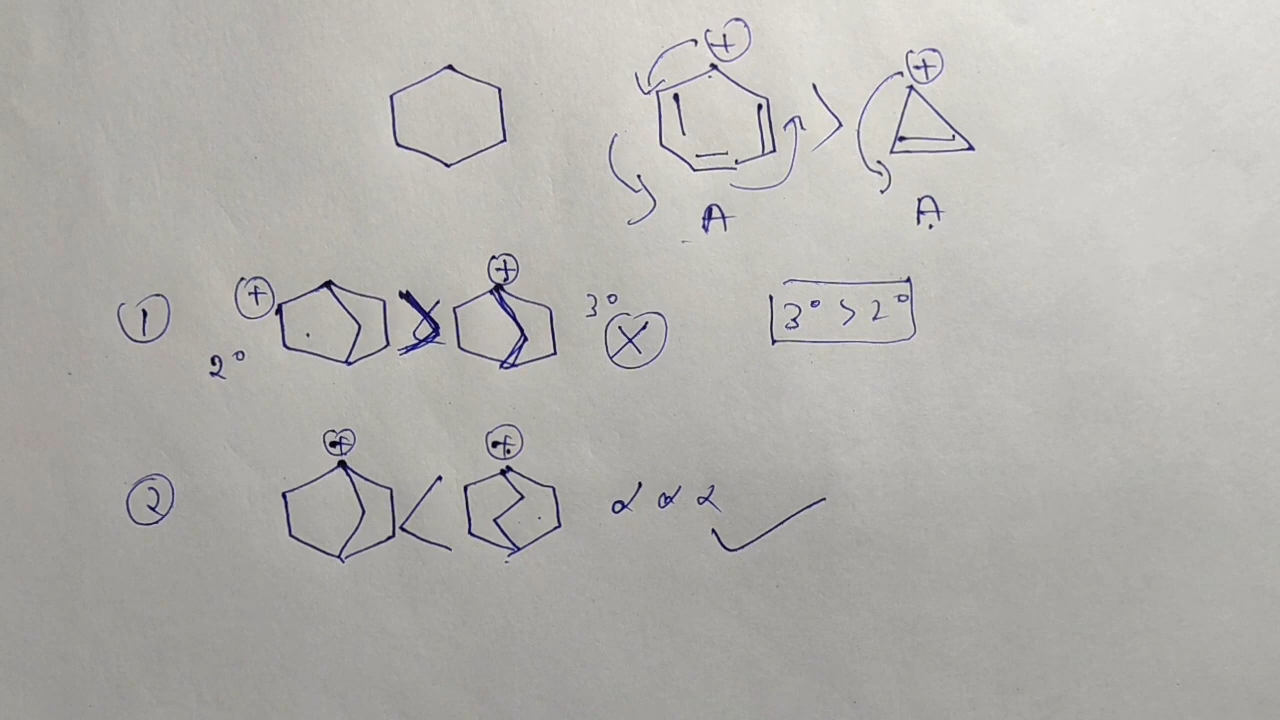 + > +
A A
1 + 2° > + 3° X 3° > 2°
2 + < + α α α ✓